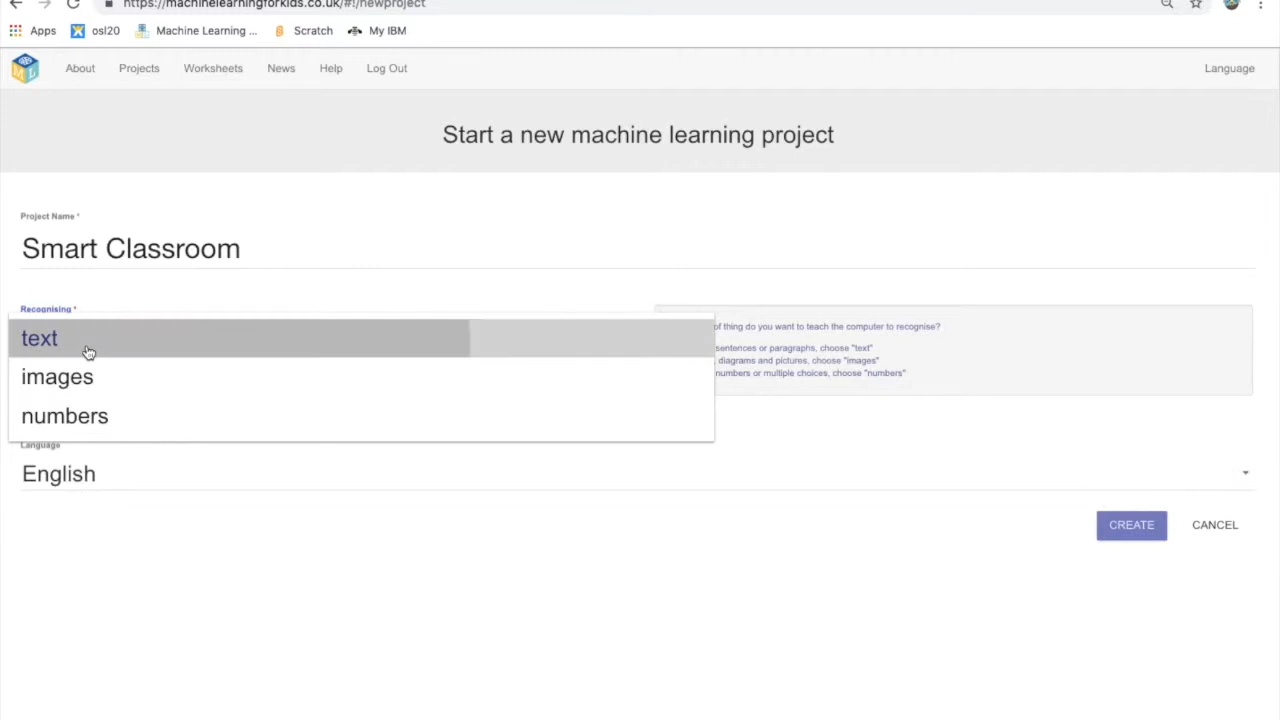 https://machinelearningforkids.co.uk/#!/newproject
Apps osl20 Machine Learning ... Scratch My IBM
ML About Projects Worksheets News Help Log Out Language
Start a new machine learning project
Project Name *
Smart Classroom
Recognising *
text
images
numbers
of thing do you want to teach the computer to recognise?
sentences or paragraphs, choose "text"
, diagrams and pictures, choose "images"
numbers or multiple choices, choose "numbers"
Language
English
CREATE CANCEL